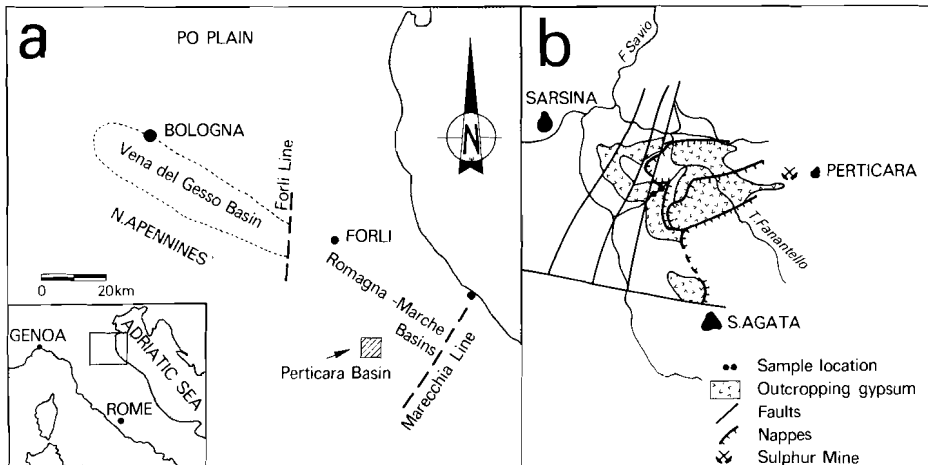 a
PO PLAIN
BOLOGNA
Vena del Gesso Basin
Forli Line
N.APENNINES
0 20km
N
FORLI
Romagna-Marche
Basins
Perticara Basin
Marecchia Line
GENOA
ADRIATIC SEA
ROME
b
F. Savio
SARSINA
PERTICARA
T. Fanantello
S.AGATA
Sample location
Outcropping gypsum
Faults
Nappes
Sulphur Mine